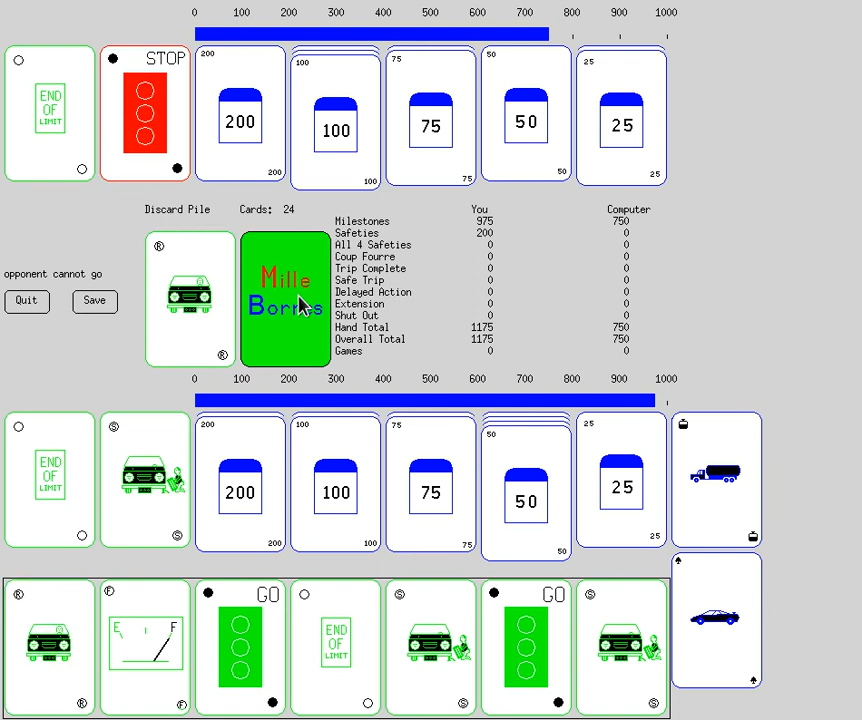 0 100 200 300 400 500 600 700 800 900 1000
END OF LIMIT
STOP
200 200 200
100 100 100
75 75 75
50 50 50
25 25 25
Discard Pile Cards: 24 You Computer
Milestones 975 750
Safeties 200 0
All 4 Safeties 0 0
Coup Fourre 0 0
Trip Complete 0 0
Safe Trip 0 0
Delayed Action 0 0
Extension 0 0
Shut Out 0 0
Hand Total 1175 750
Overall Total 1175 750
Games 0 0
R R
Mille
Bornes
opponent cannot go
Quit Save
0 100 200 300 400 500 600 700 800 900 1000
END OF LIMIT
S S
200 200 200
100 100 100
75 75 75
50 50 50
25 25 25
R R
F E F F
GO
END OF LIMIT
S S
GO
S S